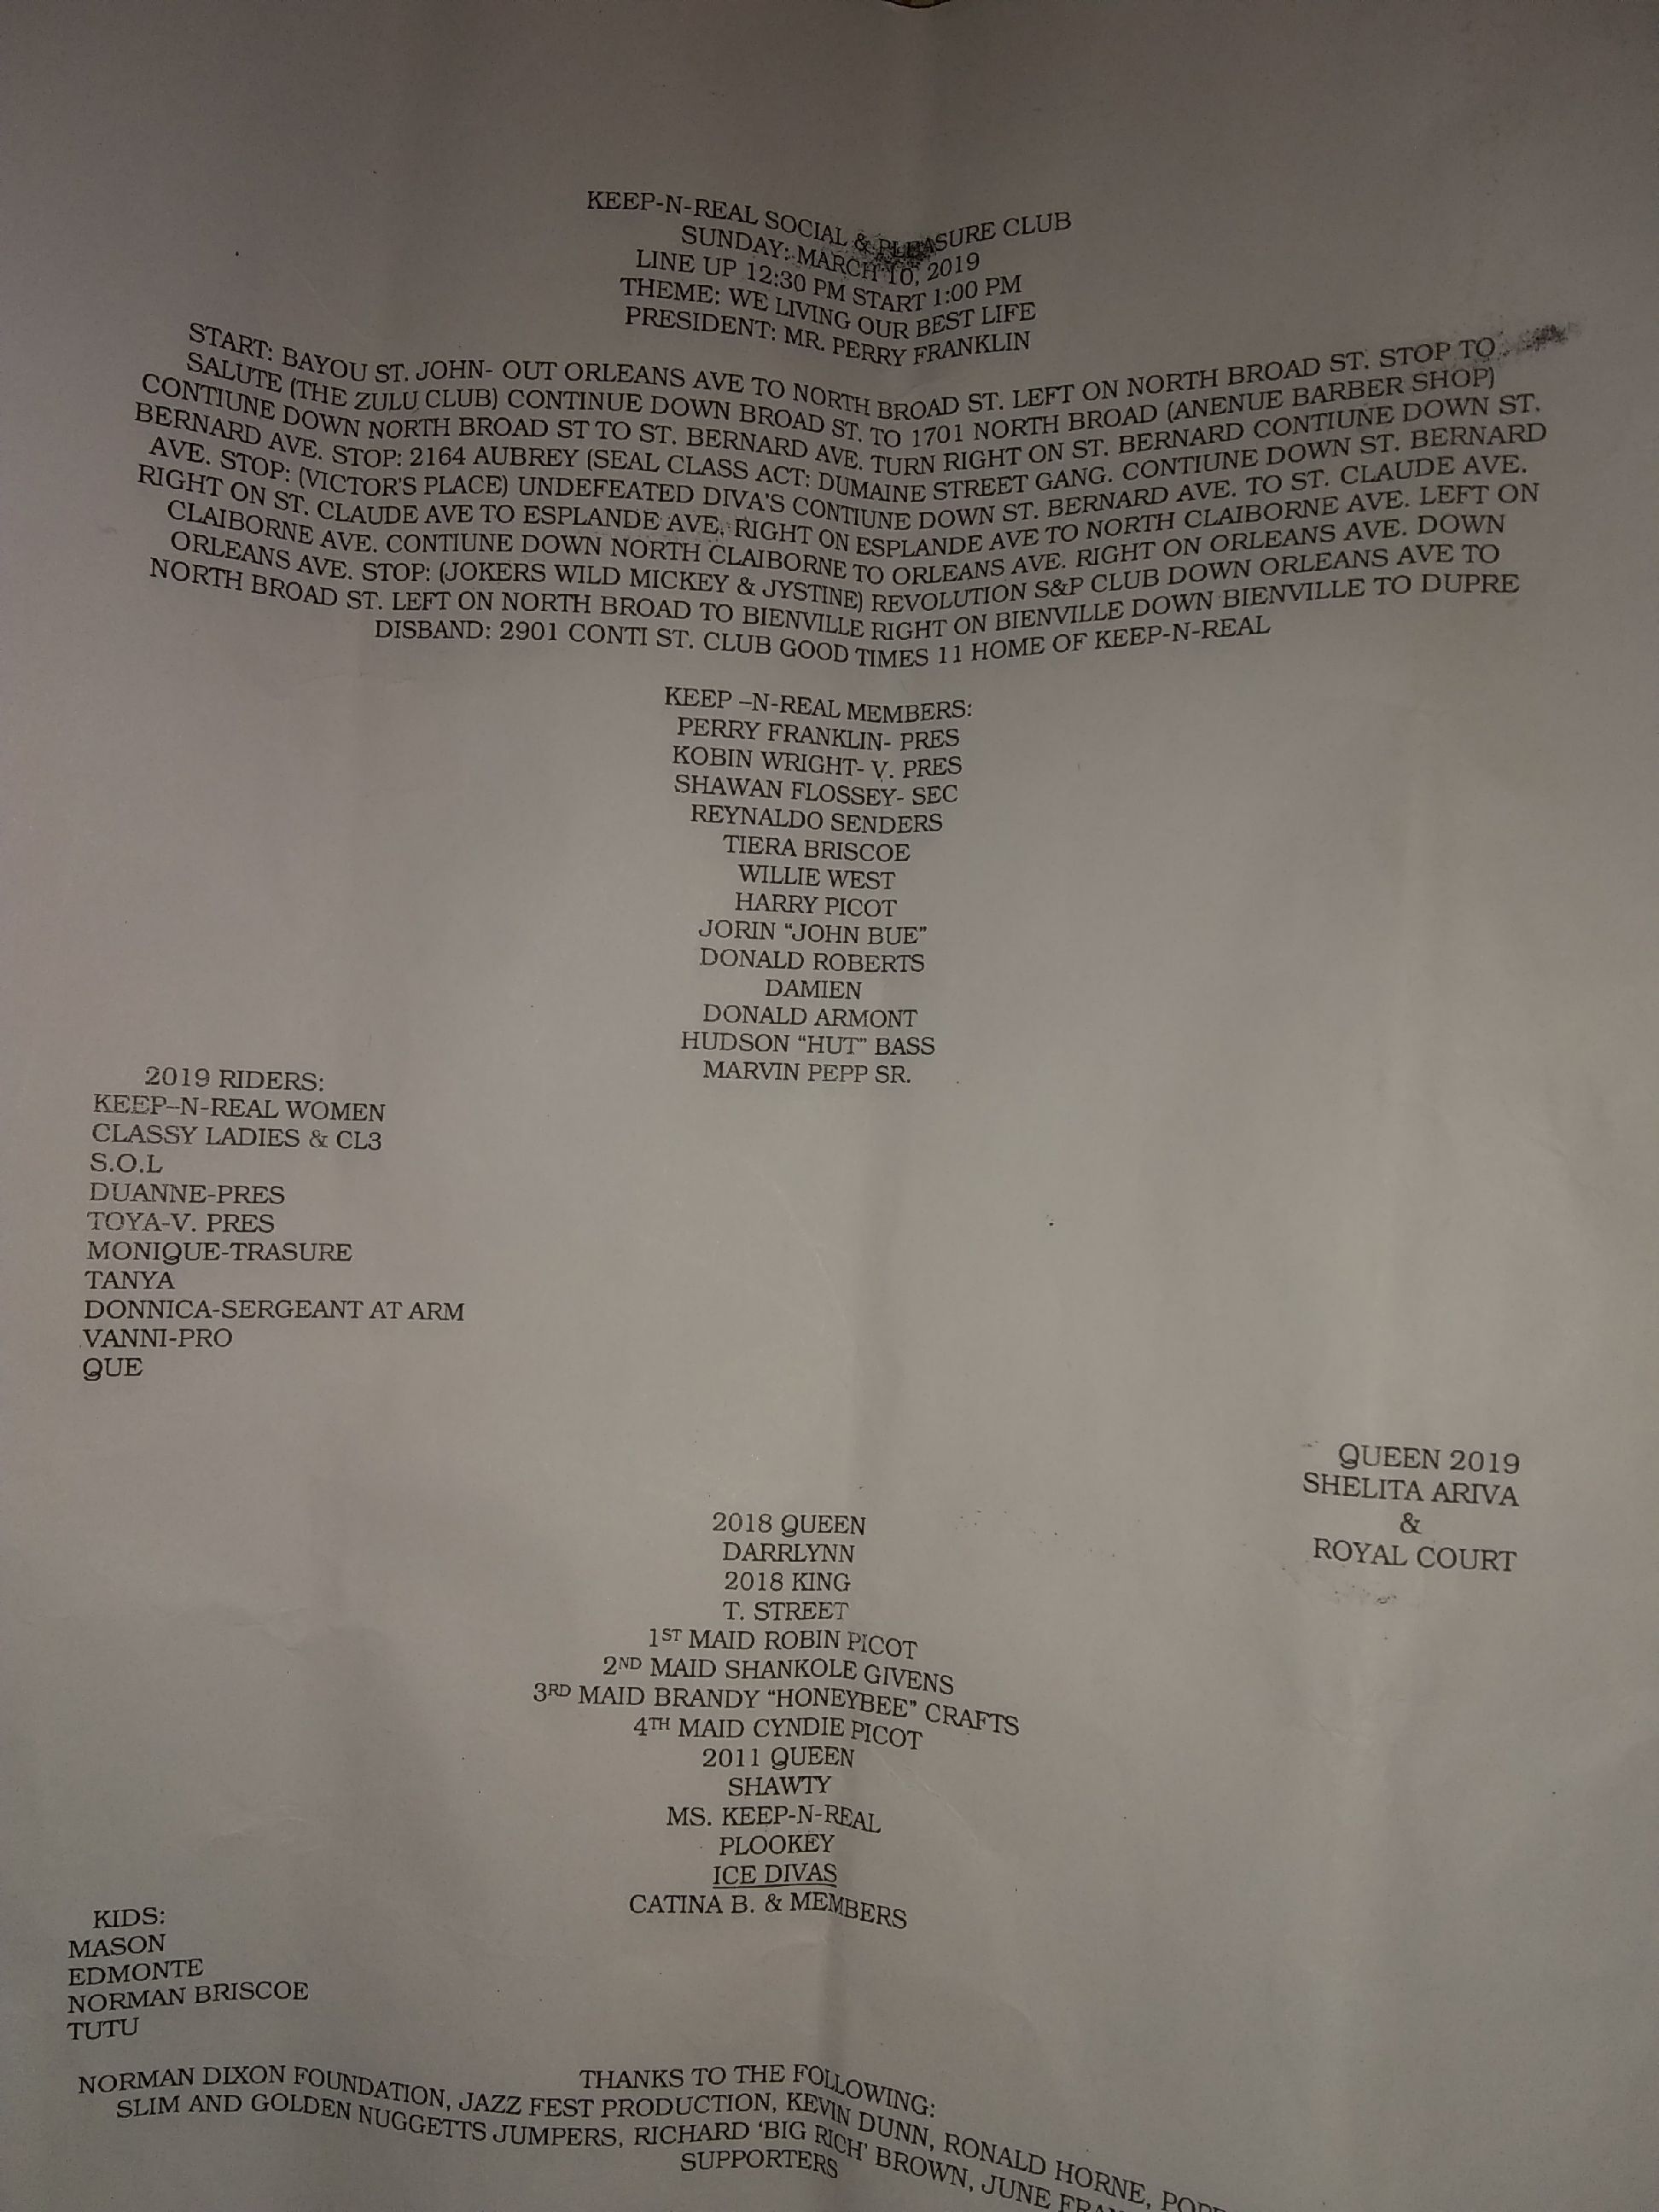 KEEP-N-REAL SOCIAL & PLEASURE CLUB
SUNDAY: MARCH 10, 2019
LINE UP 12:30 PM START 1:00 PM
THEME: WE LIVING OUR BEST LIFE
PRESIDENT: MR. PERRY FRANKLIN
START: BAYOU ST. JOHN- OUT ORLEANS AVE TO NORTH BROAD ST. LEFT ON NORTH BROAD ST. STOP TO
SALUTE (THE ZULU CLUB) CONTINUE DOWN BROAD ST. TO 1701 NORTH BROAD (ANENUE BARBER SHOP)
CONTIUNE DOWN NORTH BROAD ST TO ST. BERNARD AVE. TURN RIGHT ON ST. BERNARD CONTIUNE DOWN ST.
BERNARD AVE. STOP: 2164 AUBREY (SEAL CLASS ACT: DUMAINE STREET GANG. CONTIUNE DOWN ST. BERNARD
AVE. STOP: (VICTOR'S PLACE) UNDEFEATED DIVA'S CONTIUNE DOWN ST. BERNARD AVE. TO ST. CLAUDE AVE.
RIGHT ON ST. CLAUDE AVE TO ESPLANDE AVE. RIGHT ON ESPLANDE AVE TO NORTH CLAIBORNE AVE. LEFT ON
CLAIBORNE AVE. CONTIUNE DOWN NORTH CLAIBORNE TO ORLEANS AVE. RIGHT ON ORLEANS AVE. DOWN
ORLEANS AVE. STOP: (JOKERS WILD MICKEY & JYSTINE) REVOLUTION S&P CLUB DOWN ORLEANS AVE TO
NORTH BROAD ST. LEFT ON NORTH BROAD TO BIENVILLE RIGHT ON BIENVILLE DOWN BIENVILLE TO DUPRE
DISBAND: 2901 CONTI ST. CLUB GOOD TIMES 11 HOME OF KEEP-N-REAL
KEEP –N-REAL MEMBERS:
PERRY FRANKLIN- PRES
KOBIN WRIGHT- V. PRES
SHAWAN FLOSSEY- SEC
REYNALDO SENDERS
TIERA BRISCOE
WILLIE WEST
HARRY PICOT
JORIN “JOHN BUE”
DONALD ROBERTS
DAMIEN
DONALD ARMONT
HUDSON “HUT” BASS
MARVIN PEPP SR.
2019 RIDERS:
KEEP–N-REAL WOMEN
CLASSY LADIES & CL3
S.O.L
DUANNE-PRES
TOYA-V. PRES
MONIQUE-TRASURE
TANYA
DONNICA-SERGEANT AT ARM
VANNI-PRO
QUE
QUEEN 2019
SHELITA ARIVA
&
ROYAL COURT
2018 QUEEN
DARRLYNN
2018 KING
T. STREET
1ST MAID ROBIN PICOT
2ND MAID SHANKOLE GIVENS
3RD MAID BRANDY “HONEYBEE” CRAFTS
4TH MAID CYNDIE PICOT
2011 QUEEN
SHAWTY
MS. KEEP-N-REAL
PLOOKEY
ICE DIVAS
CATINA B. & MEMBERS
KIDS:
MASON
EDMONTE
NORMAN BRISCOE
TUTU
THANKS TO THE FOLLOWING:
NORMAN DIXON FOUNDATION, JAZZ FEST PRODUCTION, KEVIN DUNN, RONALD HORNE,
SLIM AND GOLDEN NUGGETTS JUMPERS, RICHARD ‘BIG RICH’ BROWN, JUNE
SUPPORTERS